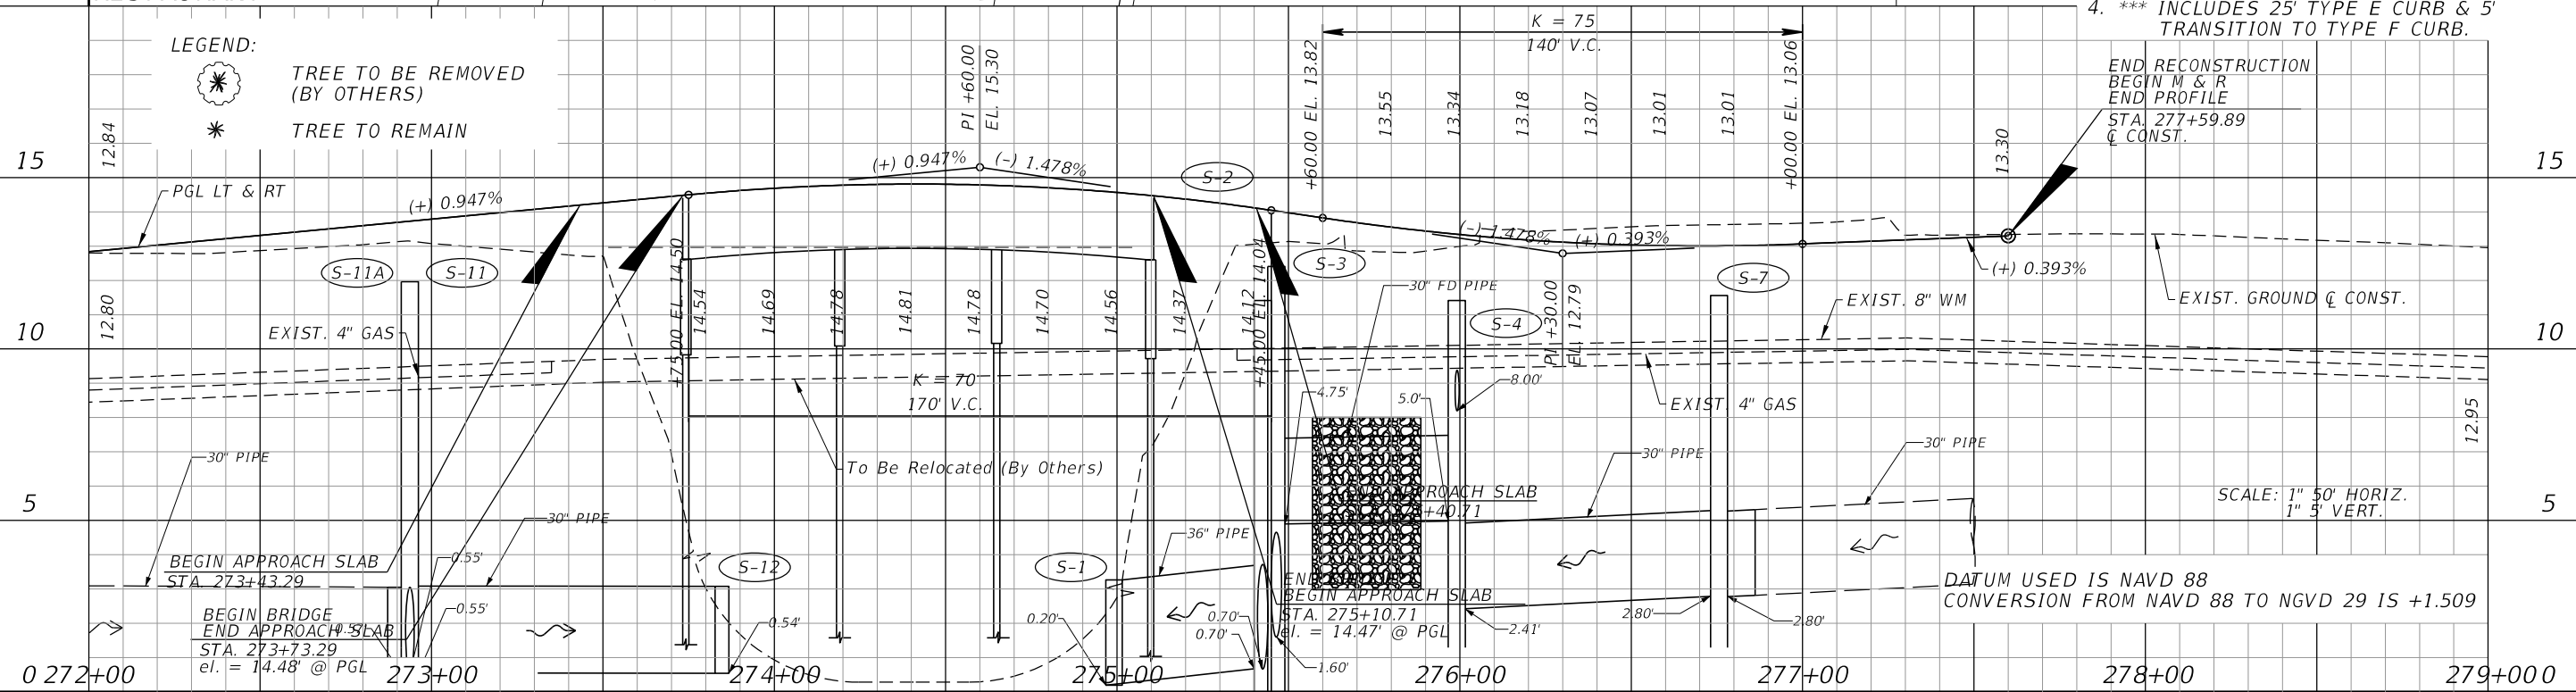 4. *** INCLUDES 25' TYPE E CURB & 5'
TRANSITION TO TYPE F CURB.
LEGEND:
TREE TO BE REMOVED
(BY OTHERS)
TREE TO REMAIN
K = 75
140' V.C.
PI +60.00
EL. 15.30
+60.00 EL. 13.82
13.55
13.34
13.18
13.07
13.01
13.01
+00.00 EL. 13.06
END RECONSTRUCTION
BEGIN M & R
END PROFILE
STA. 277+59.89
℄ CONST.
13.30
12.84
15
15
PGL LT & RT
(+) 0.947%
(+) 0.947%
(-) 1.478%
S-2
(-) 1.478%
(+) 0.393%
(+) 0.393%
S-11A
S-11
S-3
S-7
12.80
+75.00 EL. 14.50
14.54
14.69
14.78
14.81
14.78
14.70
14.56
14.37
14.12
+45.00 EL. 14.04
30" FD PIPE
S-4
PI +30.00
EL. 12.79
EXIST. 8" WM
EXIST. GROUND ℄ CONST.
EXIST. 4" GAS
10
10
K = 70
170' V.C.
4.75'
5.0'
8.00'
EXIST. 4" GAS
12.95
30" PIPE
To Be Relocated (By Others)
30" PIPE
30" PIPE
APPROACH SLAB
+40.71
SCALE: 1" 50' HORIZ.
1" 5' VERT.
5
5
30" PIPE
36" PIPE
BEGIN APPROACH SLAB
STA. 273+43.29
0.55'
S-12
S-1
BEGIN BRIDGE
END APPROACH SLAB
STA. 273+73.29
el. = 14.48' @ PGL
0.55'
0.54'
0.20'
0.70'
0.70'
END
BEGIN APPROACH SLAB
STA. 275+10.71
el. = 14.47' @ PGL
1.60'
2.41'
2.80'
2.80'
DATUM USED IS NAVD 88
CONVERSION FROM NAVD 88 TO NGVD 29 IS +1.509
0 272+00
273+00
274+00
275+00
276+00
277+00
278+00
279+00 0